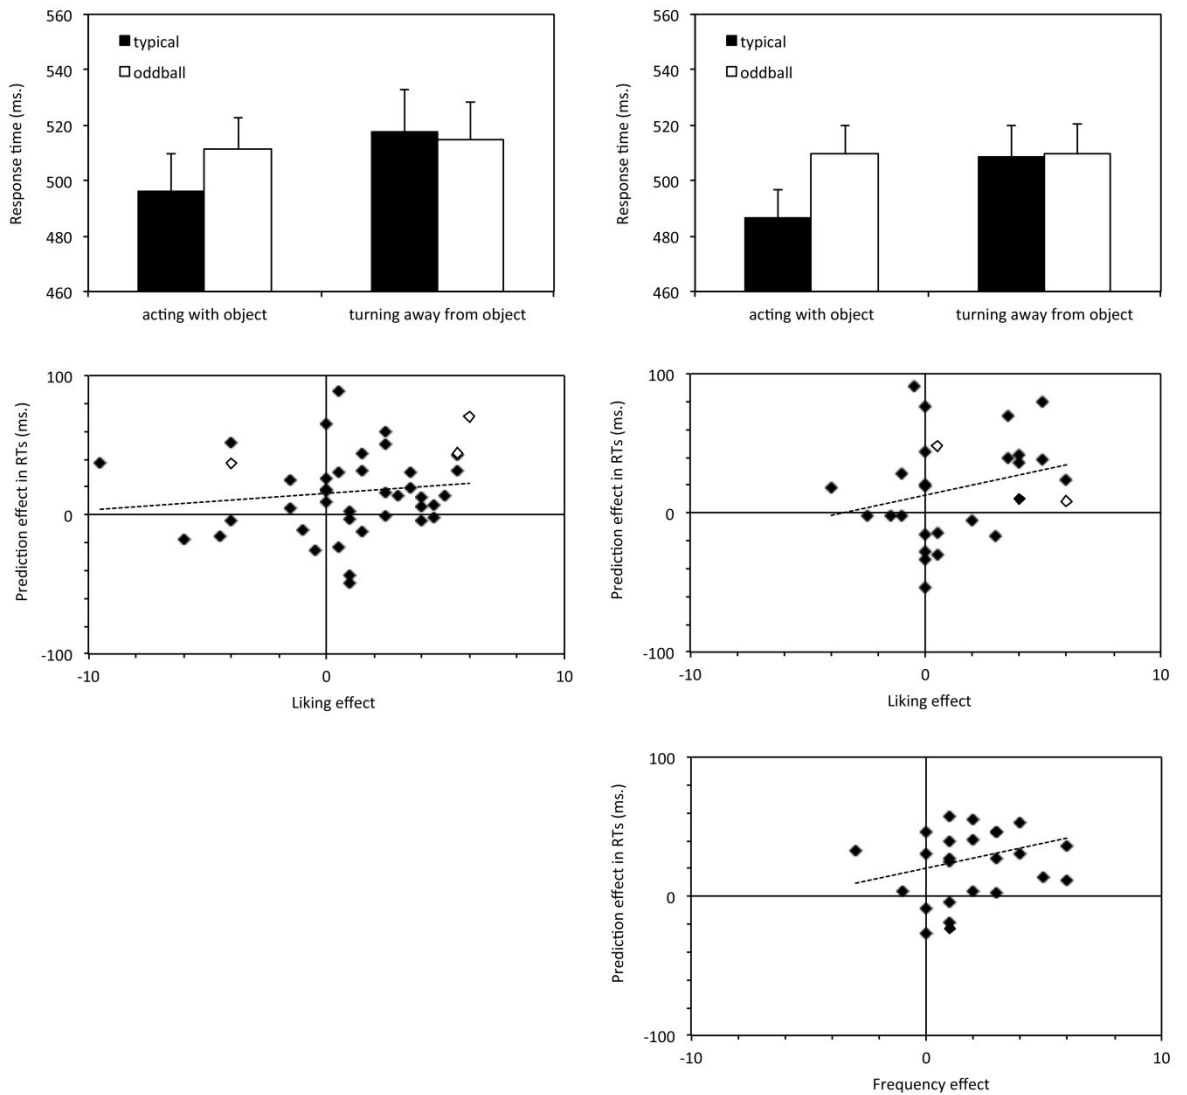 560
540
520
500
480
460
Response time (ms.)
typical
oddball
acting with object
turning away from object
560
540
520
500
480
460
Response time (ms.)
typical
oddball
acting with object
turning away from object
100
0
-100
Prediction effect in RTs (ms.)
-10
0
10
Liking effect
100
0
-100
Prediction effect in RTs (ms.)
-10
0
10
Liking effect
100
0
-100
Prediction effect in RTs (ms.)
-10
0
10
Frequency effect